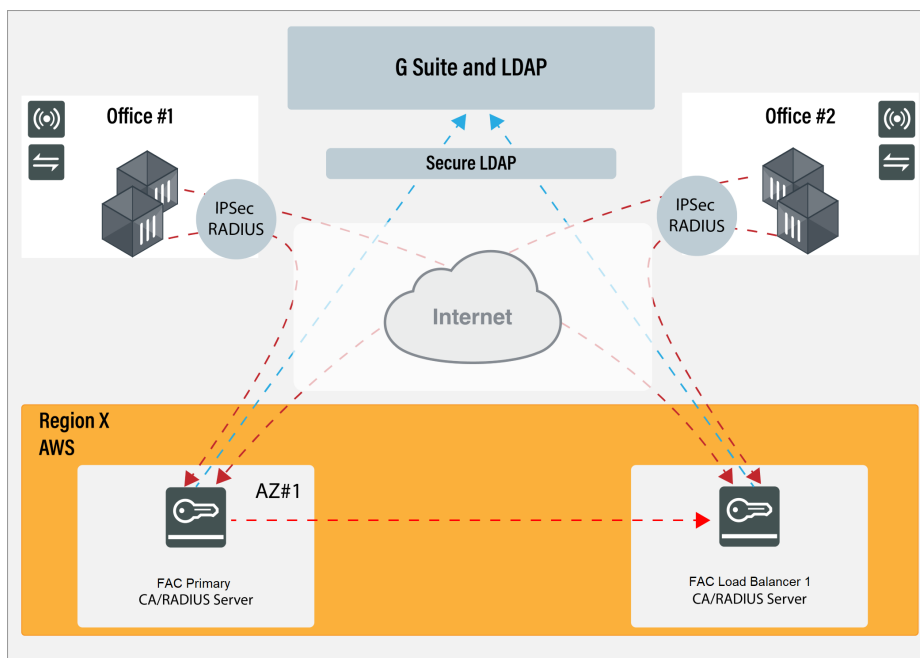 G Suite and LDAP
Office #1
Office #2
Secure LDAP
IPSec
RADIUS
IPSec
RADIUS
Internet
Region X
AWS
AZ#1
FAC Primary
CA/RADIUS Server
FAC Load Balancer 1
CA/RADIUS Server